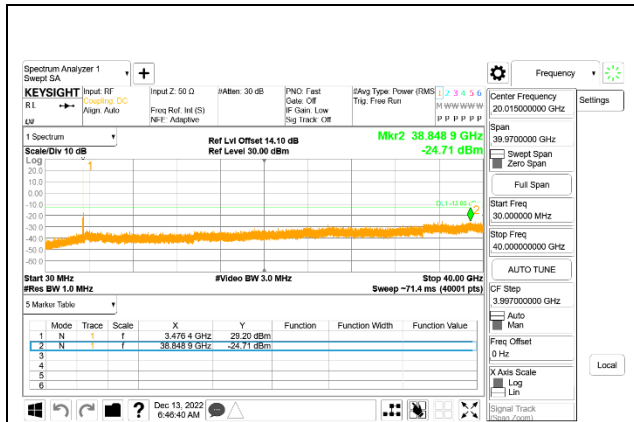 Spectrum Analyzer 1
Swept SA
KEYSIGHT
Input: RF
Coupling: DC
Align: Auto
Input Z: 50 Ω
Freq Ref: Int (S)
NFE: Adaptive
#Atten: 30 dB
PNO: Fast
Gate: Off
IF Gain: Low
Sig Track: Off
#Avg Type: Power (RMS
Trig: Free Run
1 2 3 4 5 6
M W W W W W
P P P P P P
R L
1 Spectrum
Scale/Div 10 dB
Ref Lvl Offset 14.10 dB
Ref Level 30.00 dBm
Mkr2 38.848 9 GHz
-24.71 dBm
Log
20.0
10.0
0.00
-10.0
-20.0
-30.0
-40.0
-50.0
-60.0
1
2
Start 30 MHz
#Video BW 3.0 MHz
Stop 40.00 GHz
#Res BW 1.0 MHz
Sweep ~71.4 ms (40001 pts)
5 Marker Table
Mode Trace Scale X Y Function Function Width Function Value
1 N 1 f 3.476 4 GHz 29.20 dBm
2 N 1 f 38.848 9 GHz -24.71 dBm
3
4
5
6
Dec 13, 2022
6:46:40 AM
?
Frequency
Settings
Center Frequency
20.015000000 GHz
Span
39.9700000 GHz
Swept Span
Zero Span
Full Span
Start Freq
30.000000 MHz
Stop Freq
40.000000000 GHz
AUTO TUNE
CF Step
3.997000000 GHz
Auto
Man
Freq Offset
0 Hz
X Axis Scale
Log
Lin
Signal Track
(Span Zoom)
Local